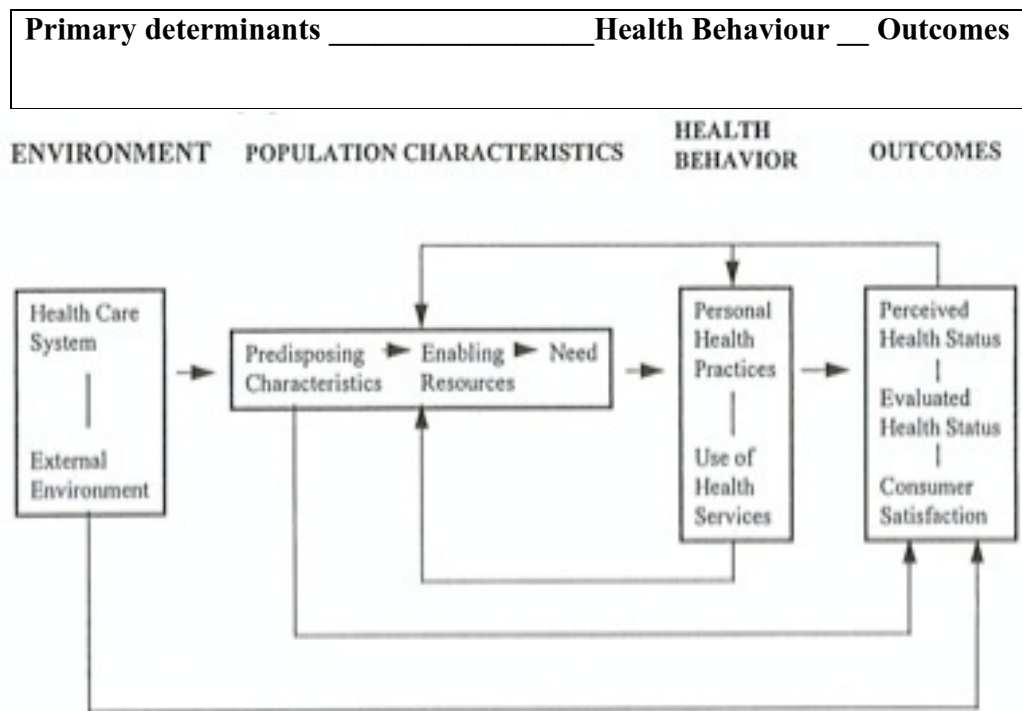 Primary determinants _________________Health Behaviour __ Outcomes
ENVIRONMENT
POPULATION CHARACTERISTICS
HEALTH
BEHAVIOR
OUTCOMES
Health Care
System
External
Environment
Predisposing
Characteristics
Enabling
Resources
Need
Personal
Health
Practices
Use of
Health
Services
Perceived
Health Status
Evaluated
Health Status
Consumer
Satisfaction